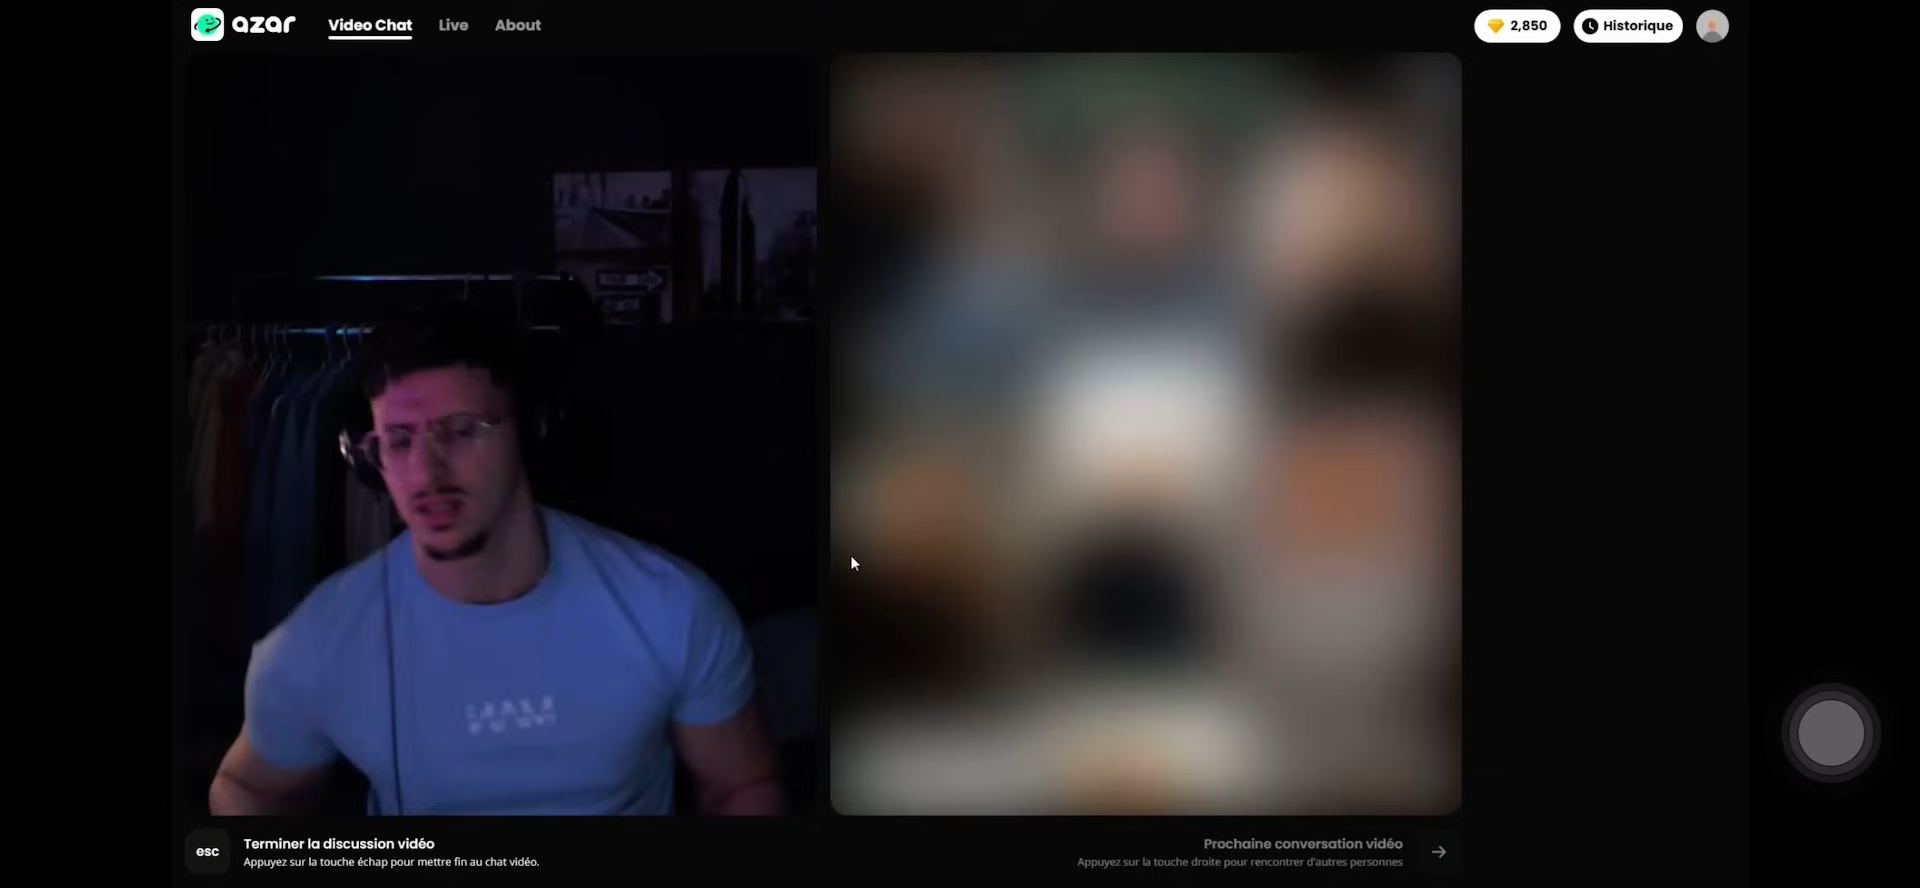 azar
Video Chat
Live
About
2,850
Historique
esc
Terminer la discussion vidéo
Appuyez sur la touche échap pour mettre fin au chat vidéo.
Prochaine conversation vidéo
Appuyez sur la touche droite pour rencontrer d'autres personnes